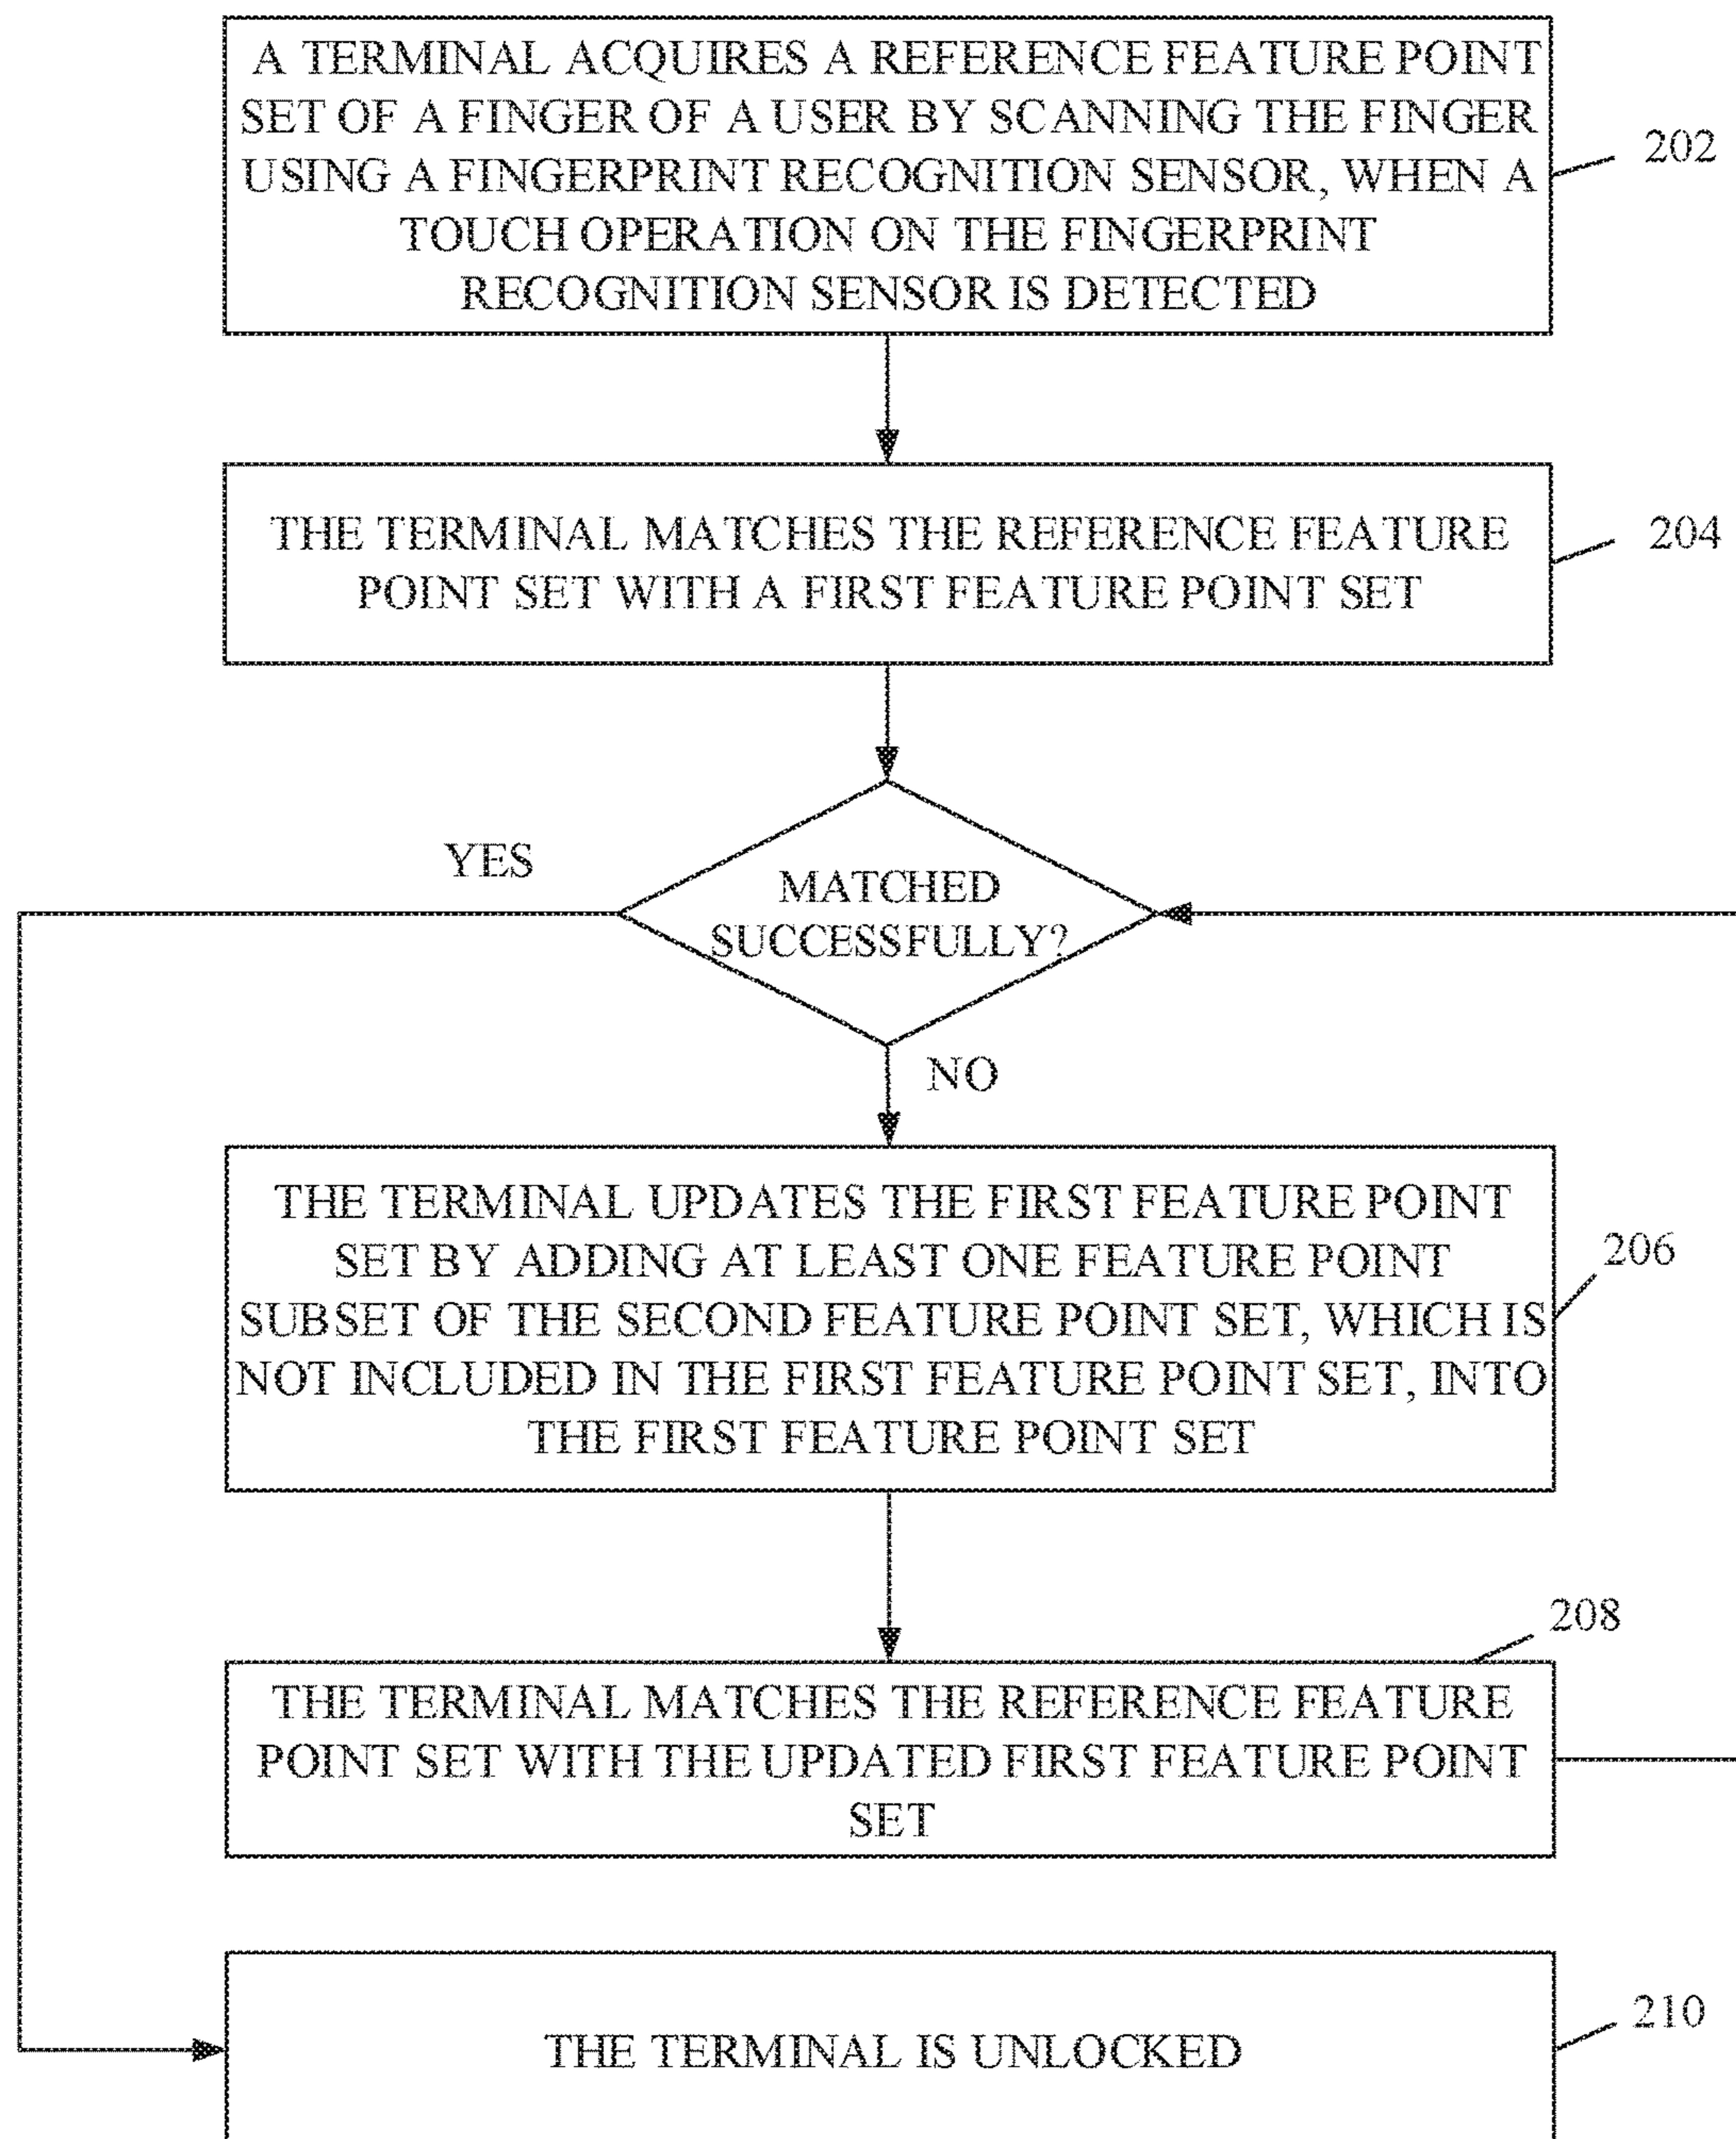 A TERMINAL ACQUIRES A REFERENCE FEATURE POINT
SET OF A FINGER OF A USER BY SCANNING THE FINGER
USING A FINGERPRINT RECOGNITION SENSOR, WHEN A
TOUCH OPERATION ON THE FINGERPRINT
RECOGNITION SENSOR IS DETECTED
202
THE TERMINAL MATCHES THE REFERENCE FEATURE
POINT SET WITH A FIRST FEATURE POINT SET
204
YES
MATCHED
SUCCESSFULLY?
NO
THE TERMINAL UPDATES THE FIRST FEATURE POINT
SET BY ADDING AT LEAST ONE FEATURE POINT
SUBSET OF THE SECOND FEATURE POINT SET, WHICH IS
NOT INCLUDED IN THE FIRST FEATURE POINT SET, INTO
THE FIRST FEATURE POINT SET
206
208
THE TERMINAL MATCHES THE REFERENCE FEATURE
POINT SET WITH THE UPDATED FIRST FEATURE POINT
SET
THE TERMINAL IS UNLOCKED
210